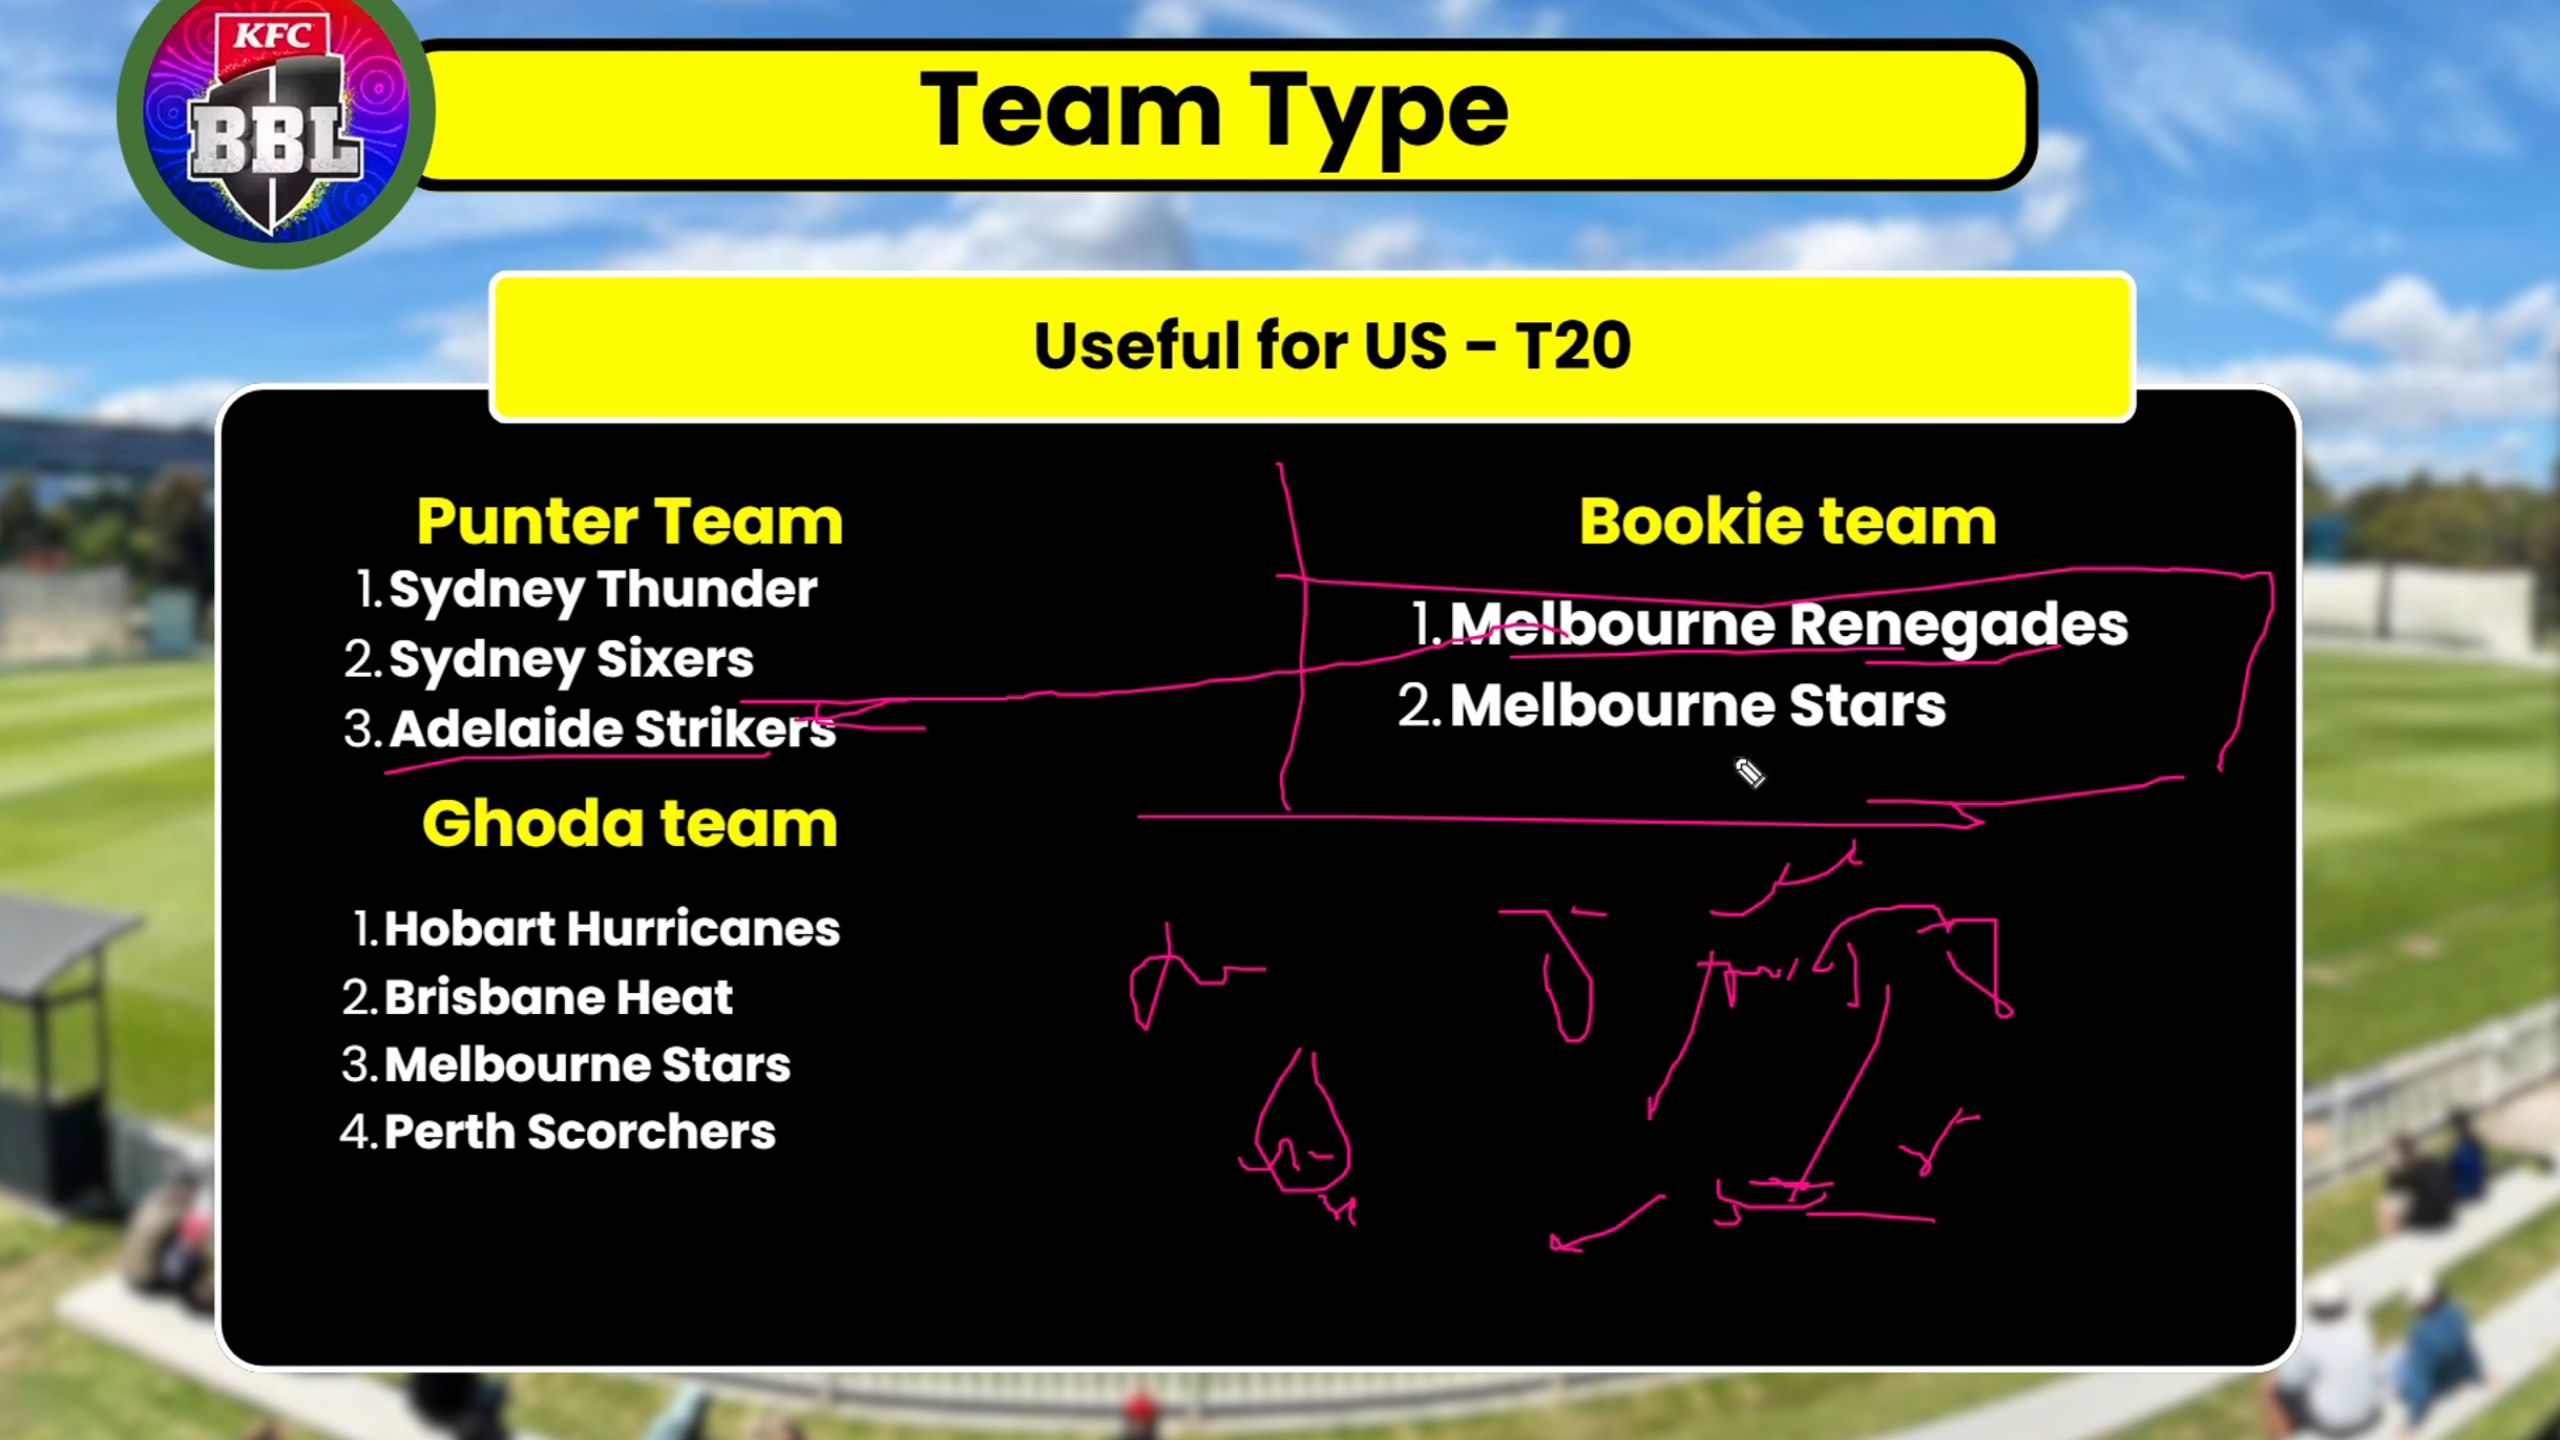 KFC
BBL
Team Type
Useful for US - T20
Punter Team
1. Sydney Thunder
2. Sydney Sixers
3. Adelaide Strikers
Bookie team
1. Melbourne Renegades
2. Melbourne Stars
Ghoda team
1. Hobart Hurricanes
2. Brisbane Heat
3. Melbourne Stars
4. Perth Scorchers